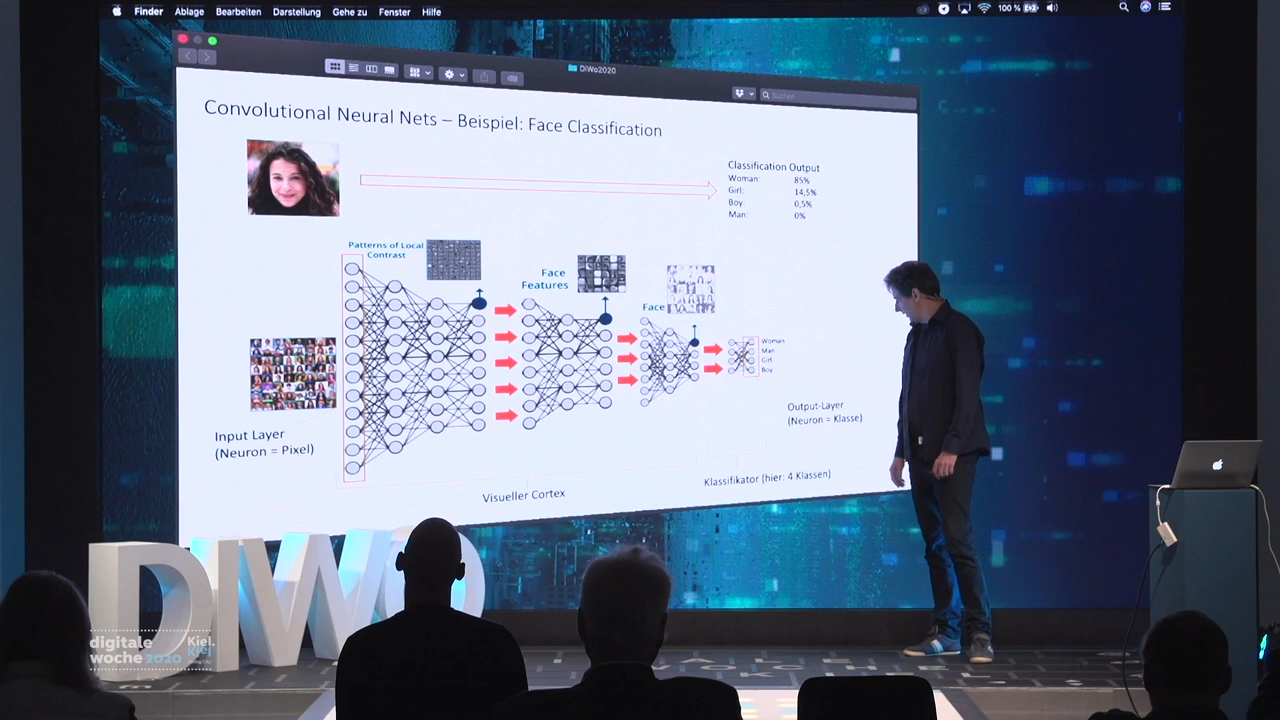 Finder Ablage Bearbeiten Darstellung Gehe zu Fenster Hilfe
100 %
DiWo2020
Suchen
Convolutional Neural Nets – Beispiel: Face Classification
Classification Output
Woman: 85%
Girl: 14,5%
Boy: 0,5%
Man: 0%
Patterns of Local
Contrast
Face
Features
Face
Woman
Man
Girl
Boy
Input Layer
(Neuron = Pixel)
Output-Layer
(Neuron = Klasse)
Visueller Cortex
Klassifikator (hier: 4 Klassen)
DIWO
digitale
woche 2020
Kiel.